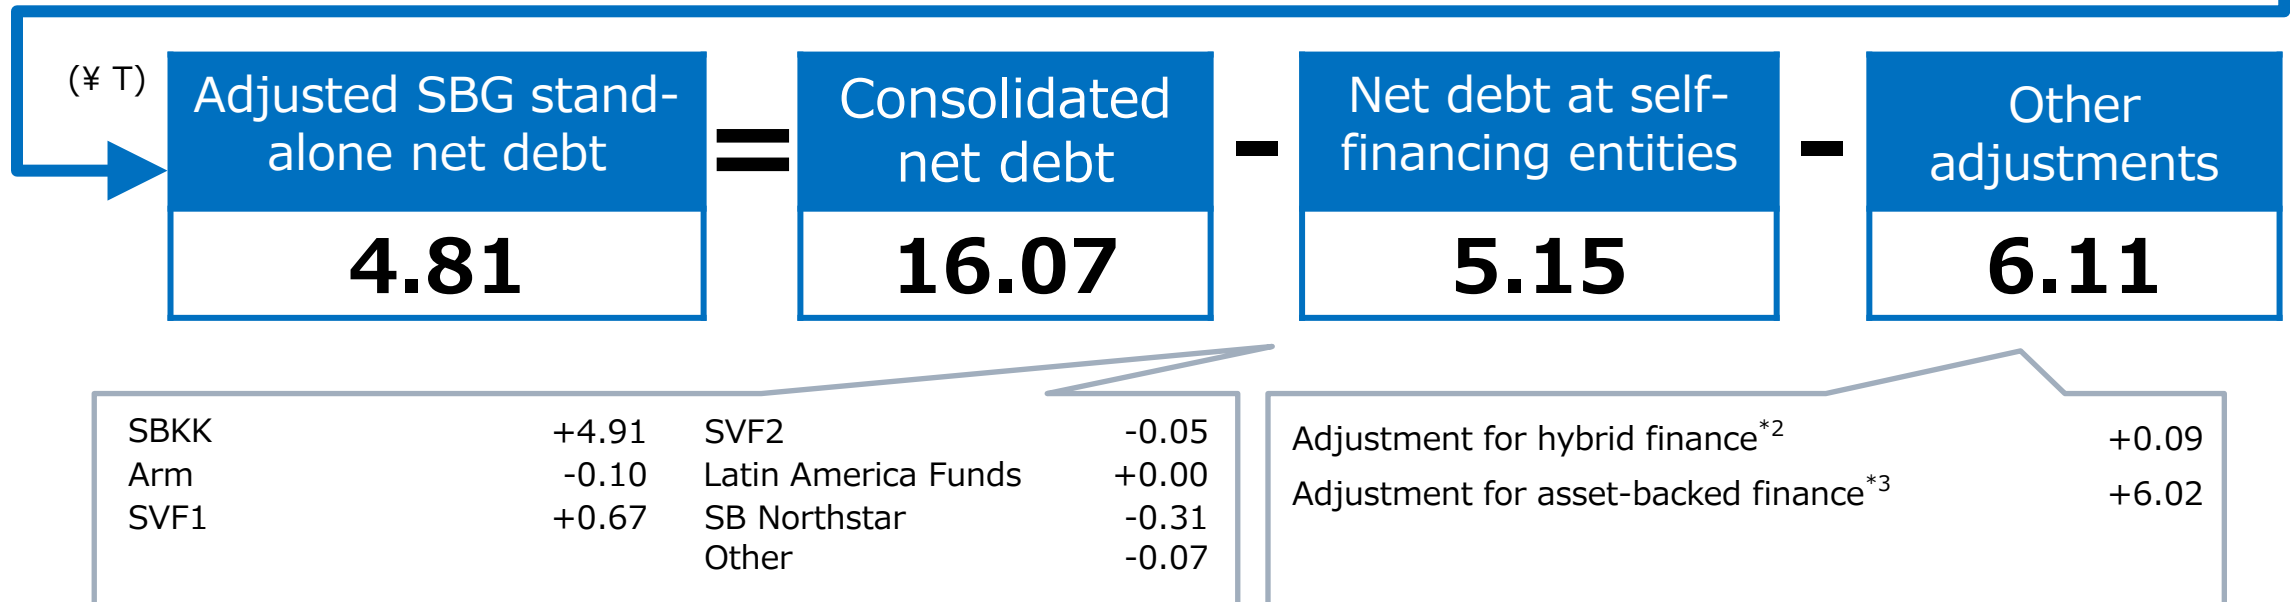 (¥ T)
Adjusted SBG stand-
alone net debt
4.81
=
Consolidated
net debt
16.07
-
Net debt at self-
financing entities
5.15
-
Other
adjustments
6.11
SBKK +4.91
Arm -0.10
SVF1 +0.67
SVF2 -0.05
Latin America Funds +0.00
SB Northstar -0.31
Other -0.07
Adjustment for hybrid finance*2 +0.09
Adjustment for asset-backed finance*3 +6.02